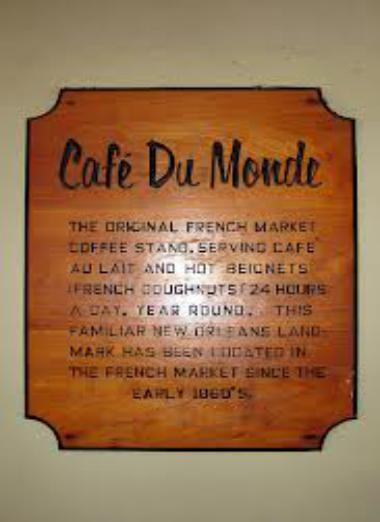 Café Du Monde
THE ORIGINAL FRENCH MARKET
COFFEE STAND. SERVING CAFE
AU LAIT AND HOT BEIGNETS
(FRENCH DOUGHNUTS) 24 HOURS
A DAY, YEAR ROUND. THIS
FAMILIAR NEW ORLEANS LAND-
MARK HAS BEEN LOCATED IN
THE FRENCH MARKET SINCE THE
EARLY 1860'S.